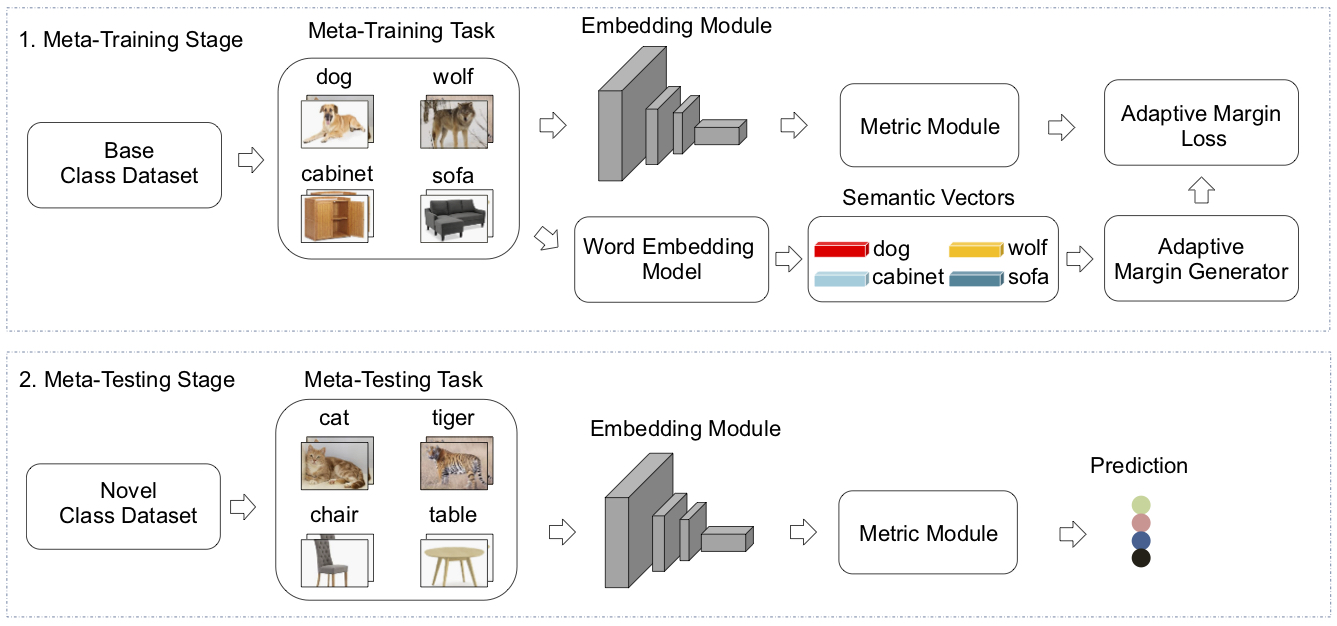 1. Meta-Training Stage
Meta-Training Task
Embedding Module
dog
wolf
cabinet
sofa
Base
Class Dataset
Metric Module
Adaptive Margin
Loss
Word Embedding
Model
Semantic Vectors
dog
wolf
cabinet
sofa
Adaptive
Margin Generator
2. Meta-Testing Stage
Meta-Testing Task
cat
tiger
chair
table
Novel
Class Dataset
Embedding Module
Metric Module
Prediction